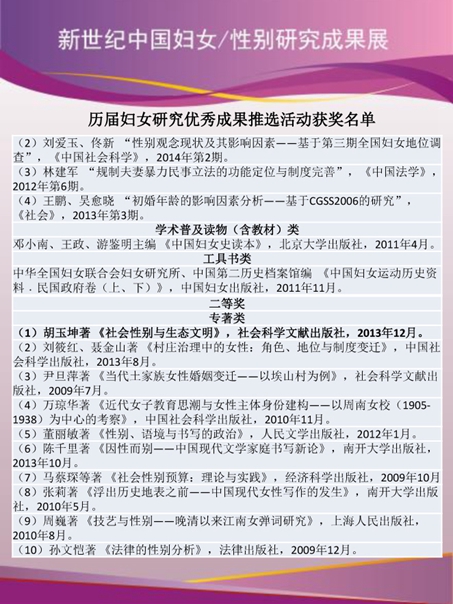 新世纪中国妇女/性别研究成果展
历届妇女研究优秀成果推选活动获奖名单
（2）刘爱玉、佟新 “性别观念现状及其影响因素——基于第三期全国妇女地位调
查”，《中国社会科学》，2014年第2期。
（3）林建军 “规制夫妻暴力民事立法的功能定位与制度完善”，《中国法学》，
2012年第6期。
（4）王鹏、吴愈晓 “初婚年龄的影响因素分析——基于CGSS2006的研究”，
《社会》，2013年第3期。
学术普及读物（含教材）类
邓小南、王政、游鉴明主编《中国妇女史读本》，北京大学出版社，2011年4月。
工具书类
中华全国妇女联合会妇女研究所、中国第二历史档案馆编 《中国妇女运动历史资
料·民国政府卷（上、下）》，中国妇女出版社，2011年11月。
二等奖
专著类
（1）胡玉坤著《社会性别与生态文明》，社会科学文献出版社，2013年12月。
（2）刘筱红、聂金山著《村庄治理中的女性：角色、地位与制度变迁》，中国社
会科学出版社，2013年8月。
（3）尹旦萍著《当代土家族女性婚姻变迁——以埃山村为例》，社会科学文献出
版社，2009年7月。
（4）万琼华著《近代女子教育思潮与女性主体身份建构——以周南女校（1905-
1938）为中心的考察》，中国社会科学出版社，2010年11月。
（5）董丽敏著《性别、语境与书写的政治》，人民文学出版社，2012年1月。
（6）陈千里著《因性而别——中国现代文学家庭书写新论》，南开大学出版社，
2013年10月。
（7）马蔡琛等著《社会性别预算：理论与实践》，经济科学出版社，2009年10月
（8）张莉著《浮出历史地表之前——中国现代女性写作的发生》，南开大学出版
社，2010年5月。
（9）周巍著《技艺与性别——晚清以来江南女弹词研究》，上海人民出版社，
2010年8月。
（10）孙文恺著《法律的性别分析》，法律出版社，2009年12月。